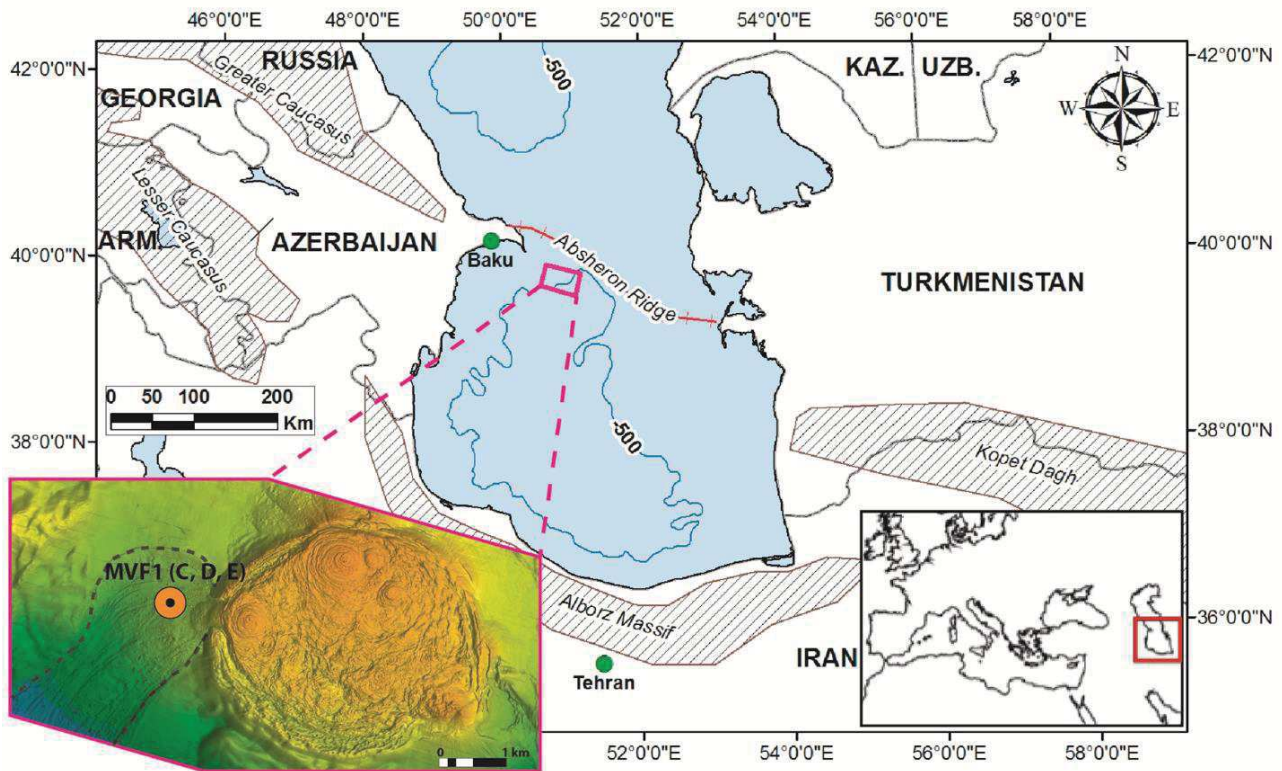 46°0'0"E 48°0'0"E 50°0'0"E 52°0'0"E 54°0'0"E 56°0'0"E 58°0'0"E
42°0'0"N
42°0'0"N
RUSSIA
Greater Caucasus
GEORGIA
-500
KAZ. UZB.
N
W E
S
Lesser Caucasus
ARM.
AZERBAIJAN
40°0'0"N
40°0'0"N
Baku
Absheron Ridge
TURKMENISTAN
0 50 100 200
Km
38°0'0"N
38°0'0"N
-500
Kopet Dagh
MVF1 (C, D, E)
Alborz Massif
36°0'0"N
IRAN
Tehran
0 1 km
52°0'0"E 54°0'0"E 56°0'0"E 58°0'0"E